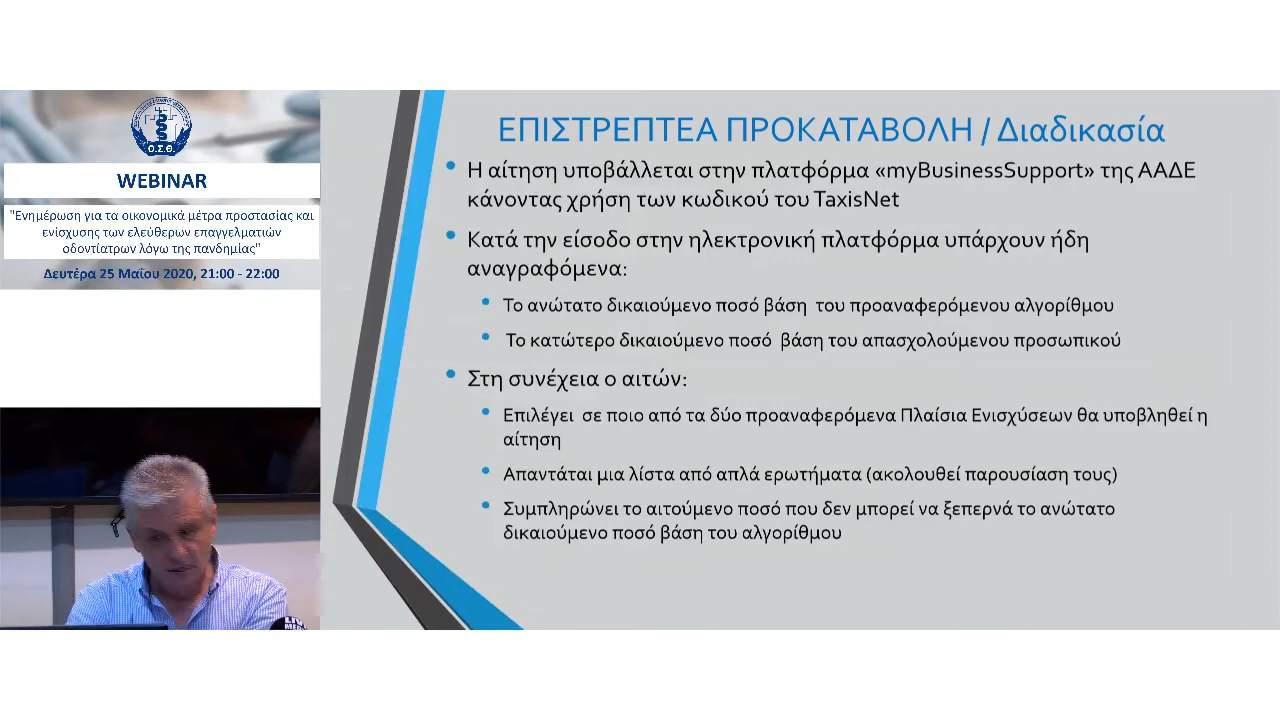 Ο.Σ.Θ.
WEBINAR
"Ενημέρωση για τα οικονομικά μέτρα προστασίας και
ενίσχυσης των ελεύθερων επαγγελματιών
οδοντίατρων λόγω της πανδημίας"
Δευτέρα 25 Μαΐου 2020, 21:00 - 22:00
ΕΠΙΣΤΡΕΠΤΕΑ ΠΡΟΚΑΤΑΒΟΛΗ / Διαδικασία
• Η αίτηση υποβάλλεται στην πλατφόρμα «myBusinessSupport» της ΑΑΔΕ
κάνοντας χρήση των κωδικού του TaxisNet
• Κατά την είσοδο στην ηλεκτρονική πλατφόρμα υπάρχουν ήδη
αναγραφόμενα:
• Το ανώτατο δικαιούμενο ποσό βάση του προαναφερόμενου αλγορίθμου
• Το κατώτερο δικαιούμενο ποσό βάση του απασχολούμενου προσωπικού
• Στη συνέχεια ο αιτών:
• Επιλέγει σε ποιο από τα δύο προαναφερόμενα Πλαίσια Ενισχύσεων θα υποβληθεί η
αίτηση
• Απαντάται μια λίστα από απλά ερωτήματα (ακολουθεί παρουσίαση τους)
• Συμπληρώνει το αιτούμενο ποσό που δεν μπορεί να ξεπερνά το ανώτατο
δικαιούμενο ποσό βάση του αλγορίθμου